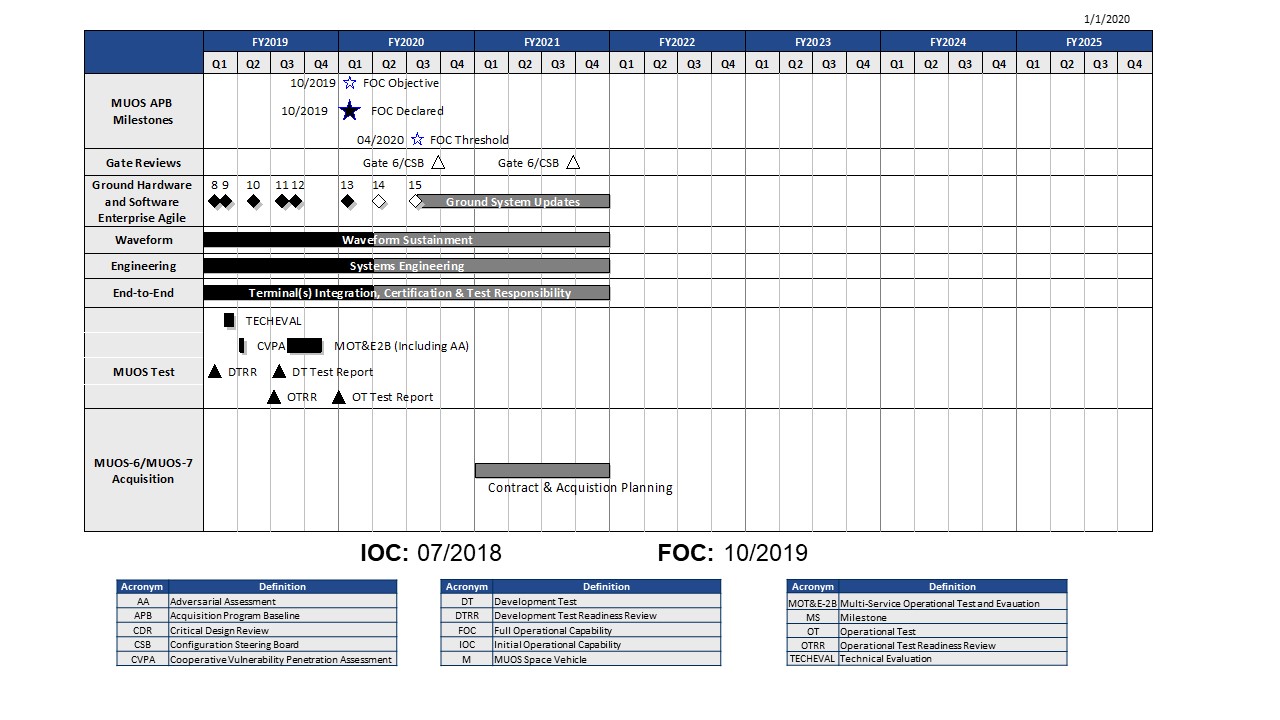 1/1/2020
FY2019 FY2020 FY2021 FY2022 FY2023 FY2024 FY2025
Q1 Q2 Q3 Q4 Q1 Q2 Q3 Q4 Q1 Q2 Q3 Q4 Q1 Q2 Q3 Q4 Q1 Q2 Q3 Q4 Q1 Q2 Q3 Q4 Q1 Q2 Q3 Q4
MUOS APB
Milestones
10/2019 FOC Objective
10/2019 FOC Declared
04/2020 FOC Threshold
Gate Reviews
Gate 6/CSB Gate 6/CSB
Ground Hardware
and Software
Enterprise Agile
8 9 10 11 12 13 14 15
Ground System Updates
Waveform
Waveform Sustainment
Engineering
Systems Engineering
End-to-End
Terminal(s) Integration, Certification & Test Responsibility
MUOS Test
TECHEVAL
CVPA MOT&E2B (Including AA)
DTRR DT Test Report
OTRR OT Test Report
MUOS-6/MUOS-7
Acquisition
Contract & Acquistion Planning
IOC: 07/2018 FOC: 10/2019
Acronym Definition
AA Adversarial Assessment
APB Acquisition Program Baseline
CDR Critical Design Review
CSB Configuration Steering Board
CVPA Cooperative Vulnerability Penetration Assessment
Acronym Definition
DT Development Test
DTRR Development Test Readiness Review
FOC Full Operational Capability
IOC Initial Operational Capability
M MUOS Space Vehicle
Acronym Definition
MOT&E-2B Multi-Service Operational Test and Evauation
MS Milestone
OT Operational Test
OTRR Operational Test Readiness Review
TECHEVAL Technical Evaluation